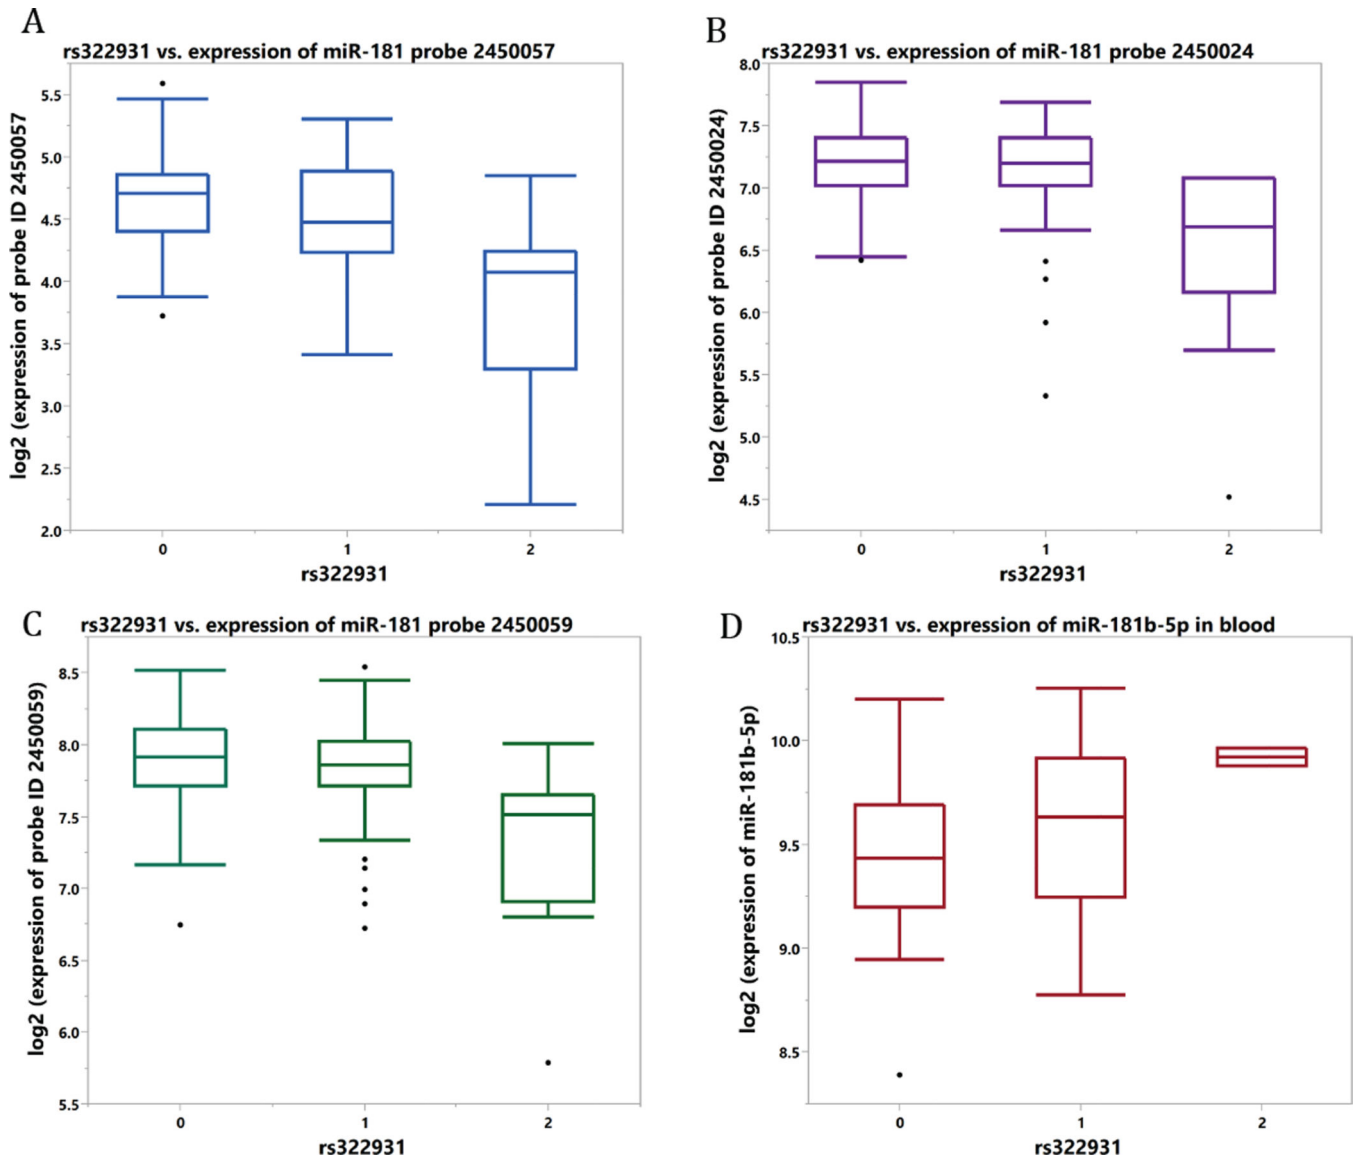 A
rs322931 vs. expression of miR-181 probe 2450057
log2 (expression of probe ID 2450057
5.5
5.0
4.5
4.0
3.5
3.0
2.5
2.0
0 1 2
rs322931
B
rs322931 vs. expression of miR-181 probe 2450024
log2 (expression of probe ID 2450024)
8.0
7.5
7.0
6.5
6.0
5.5
5.0
4.5
0 1 2
rs322931
C
rs322931 vs. expression of miR-181 probe 2450059
log2 (expression of probe ID 2450059)
8.5
8.0
7.5
7.0
6.5
6.0
5.5
0 1 2
rs322931
D
rs322931 vs. expression of miR-181b-5p in blood
log2 (expression of miR-181b-5p)
10.5
10.0
9.5
9.0
8.5
0 1 2
rs322931